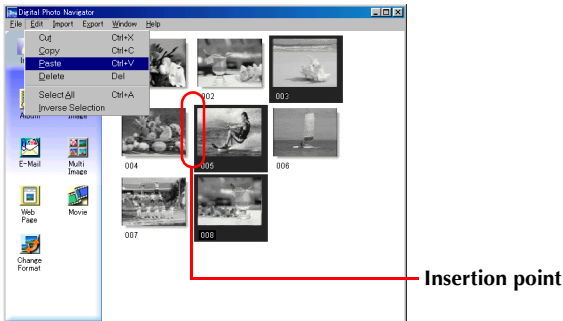 Digital Photo Navigator
File Edit Import Export Window Help
Cut Ctrl+X
Copy Ctrl+C
Paste Ctrl+V
Delete Del
Select All Ctrl+A
Inverse Selection
002
003
Album
Image
004
005
006
E-Mail
Multi
Image
Web
Page
Movie
007
008
Change
Format
Insertion point